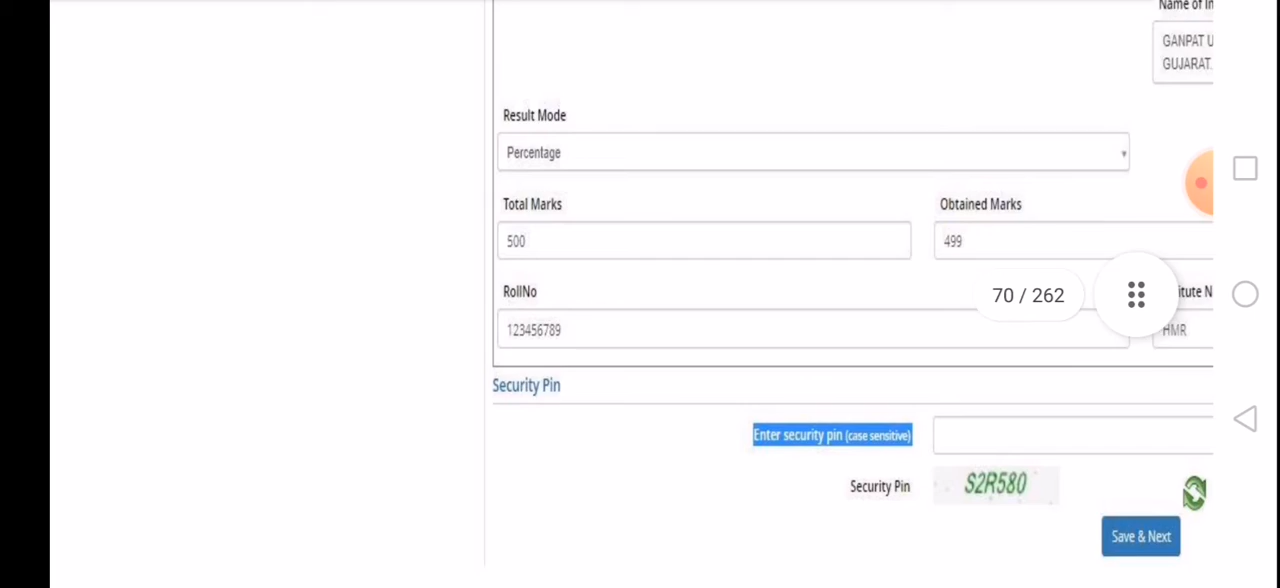 Name of In
GANPAT U
GUJARAT.
Result Mode
Percentage
Total Marks
Obtained Marks
500
499
RollNo
itute N
70 / 262
123456789
HMR
Security Pin
Enter security pin (case sensitive)
Security Pin
S2R580
Save & Next